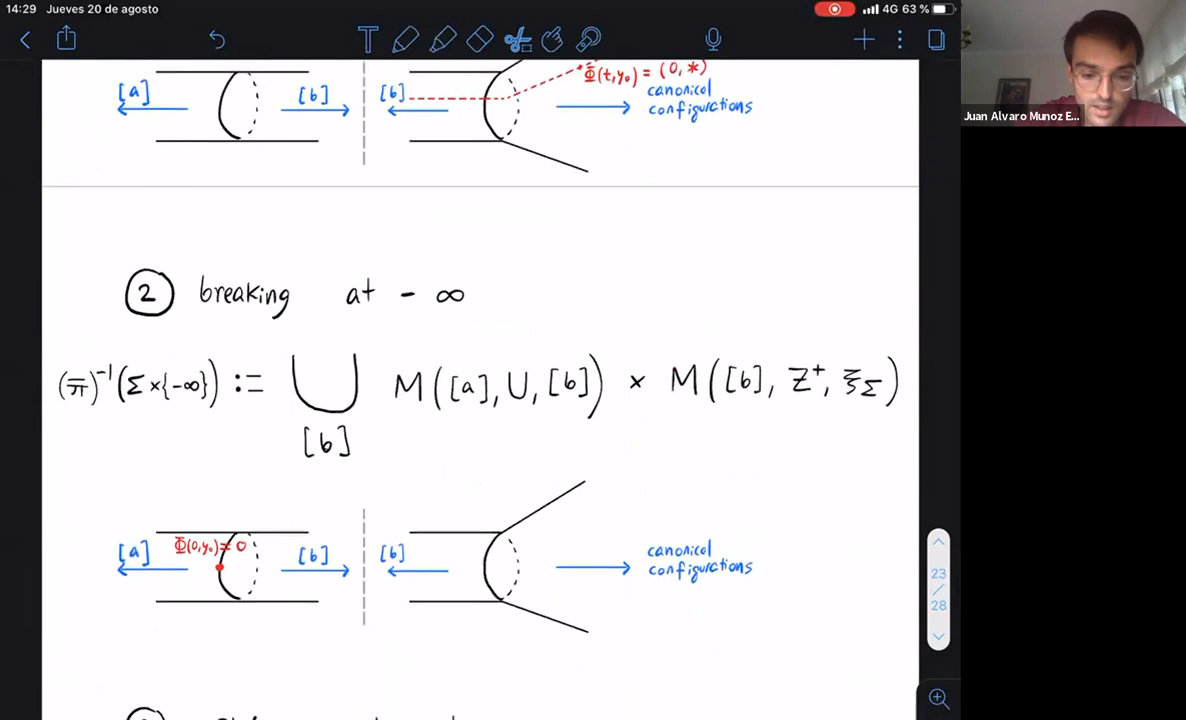 14:29 Jueves 20 de agosto
4G 63 %
T
Φ̄(t,y₀) = (0, *)
[a] [b] [b] canonical
configurations
Juan Alvaro Munoz E...
② breaking at - ∞
(π̄)⁻¹(Σ×{-∞}) := ⋃ M([a], U, [b]) × M([b], Z⁺, ξ_Σ)
[b]
[a] Φ̄(0,y₀) = 0 [b] [b] canonical
configurations
23
/
28